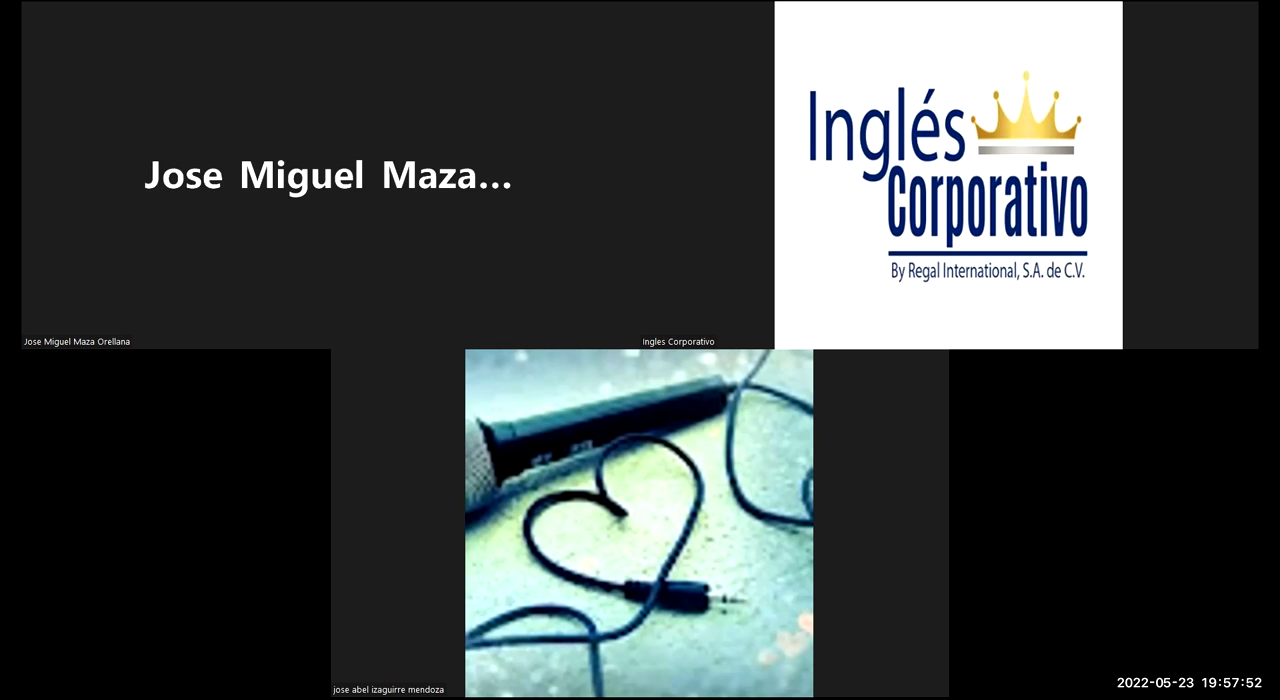 Jose Miguel Maza...
Inglés
Corporativo
By Regal International, S.A. de C.V.
Jose Miguel Maza Orellana
Ingles Corporativo
jose abel izaguirre mendoza
2022-05-23 19:57:52